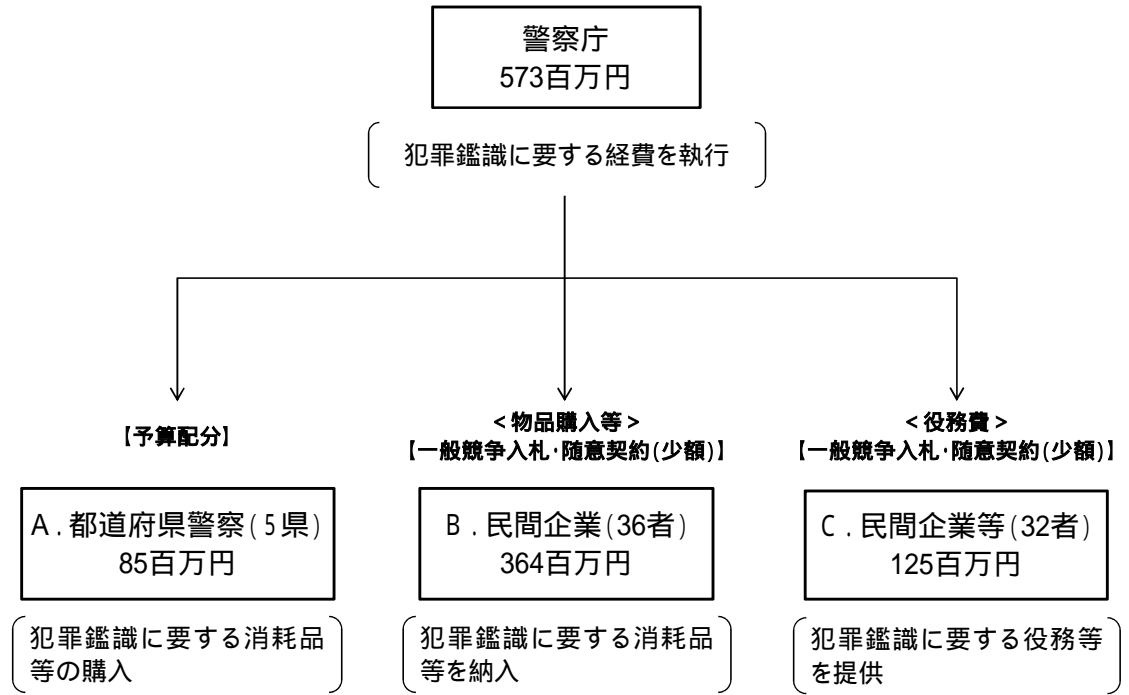 警察庁
573百万円
犯罪鑑識に要する経費を執行
【予算配分】
＜物品購入等＞
【一般競争入札・随意契約(少額)】
＜役務費＞
【一般競争入札・随意契約(少額)】
A．都道府県警察(5県)
85百万円
B．民間企業(36者)
364百万円
C．民間企業等(32者)
125百万円
犯罪鑑識に要する消耗品
等の購入
犯罪鑑識に要する消耗品
等を納入
犯罪鑑識に要する役務等
を提供